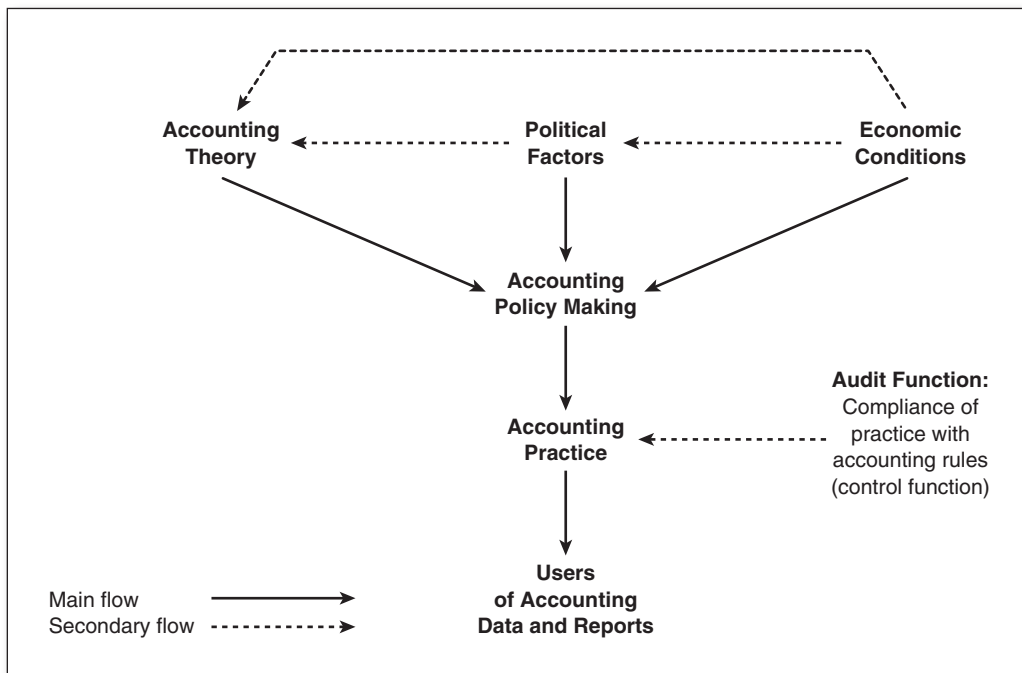 Accounting
Theory
Political
Factors
Economic
Conditions
Accounting
Policy Making
Audit Function:
Compliance of
practice with
accounting rules
(control function)
Accounting
Practice
Users
of Accounting
Data and Reports
Main flow
Secondary flow